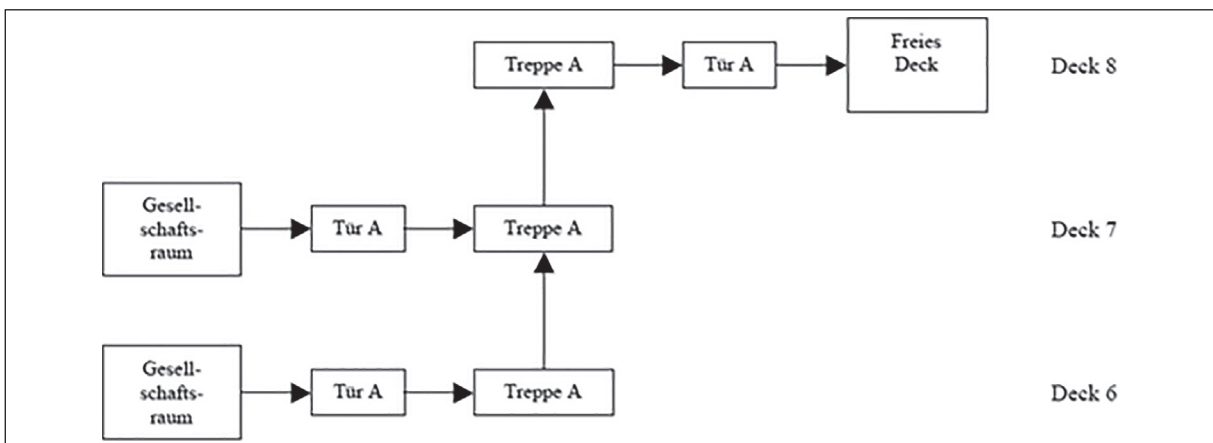 Treppe A
Tür A
Freies
Deck
Deck 8
Gesell-
schafts-
raum
Tür A
Treppe A
Deck 7
Gesell-
schafts-
raum
Tür A
Treppe A
Deck 6